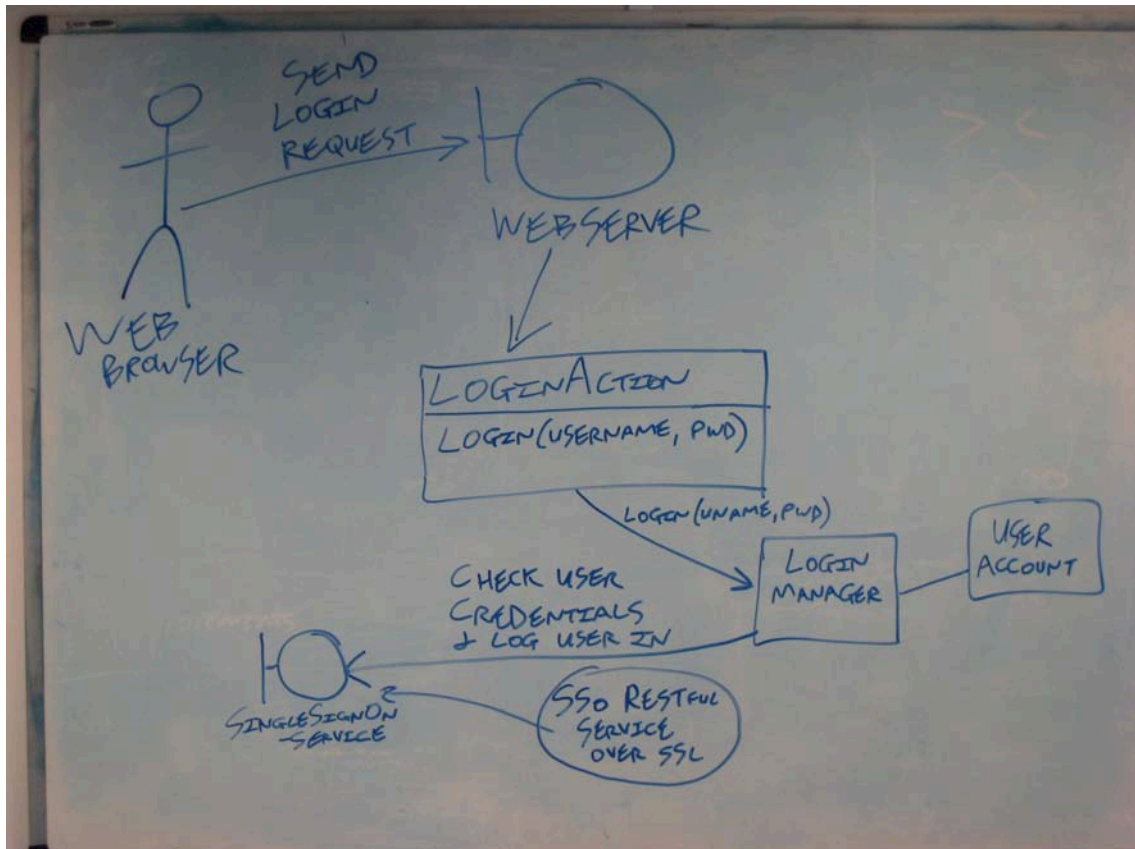 SEND
LOGIN
REQUEST
WEB
BROWSER
WEBSERVER
LOGINACTION
LOGIN(USERNAME, PWD)
LOGIN(UNAME, PWD)
LOGIN
MANAGER
USER
ACCOUNT
CHECK USER
CREDENTIALS
& LOG USER IN
SINGLESIGNON
-SERVICE
SSO RESTFUL
SERVICE
OVER SSL